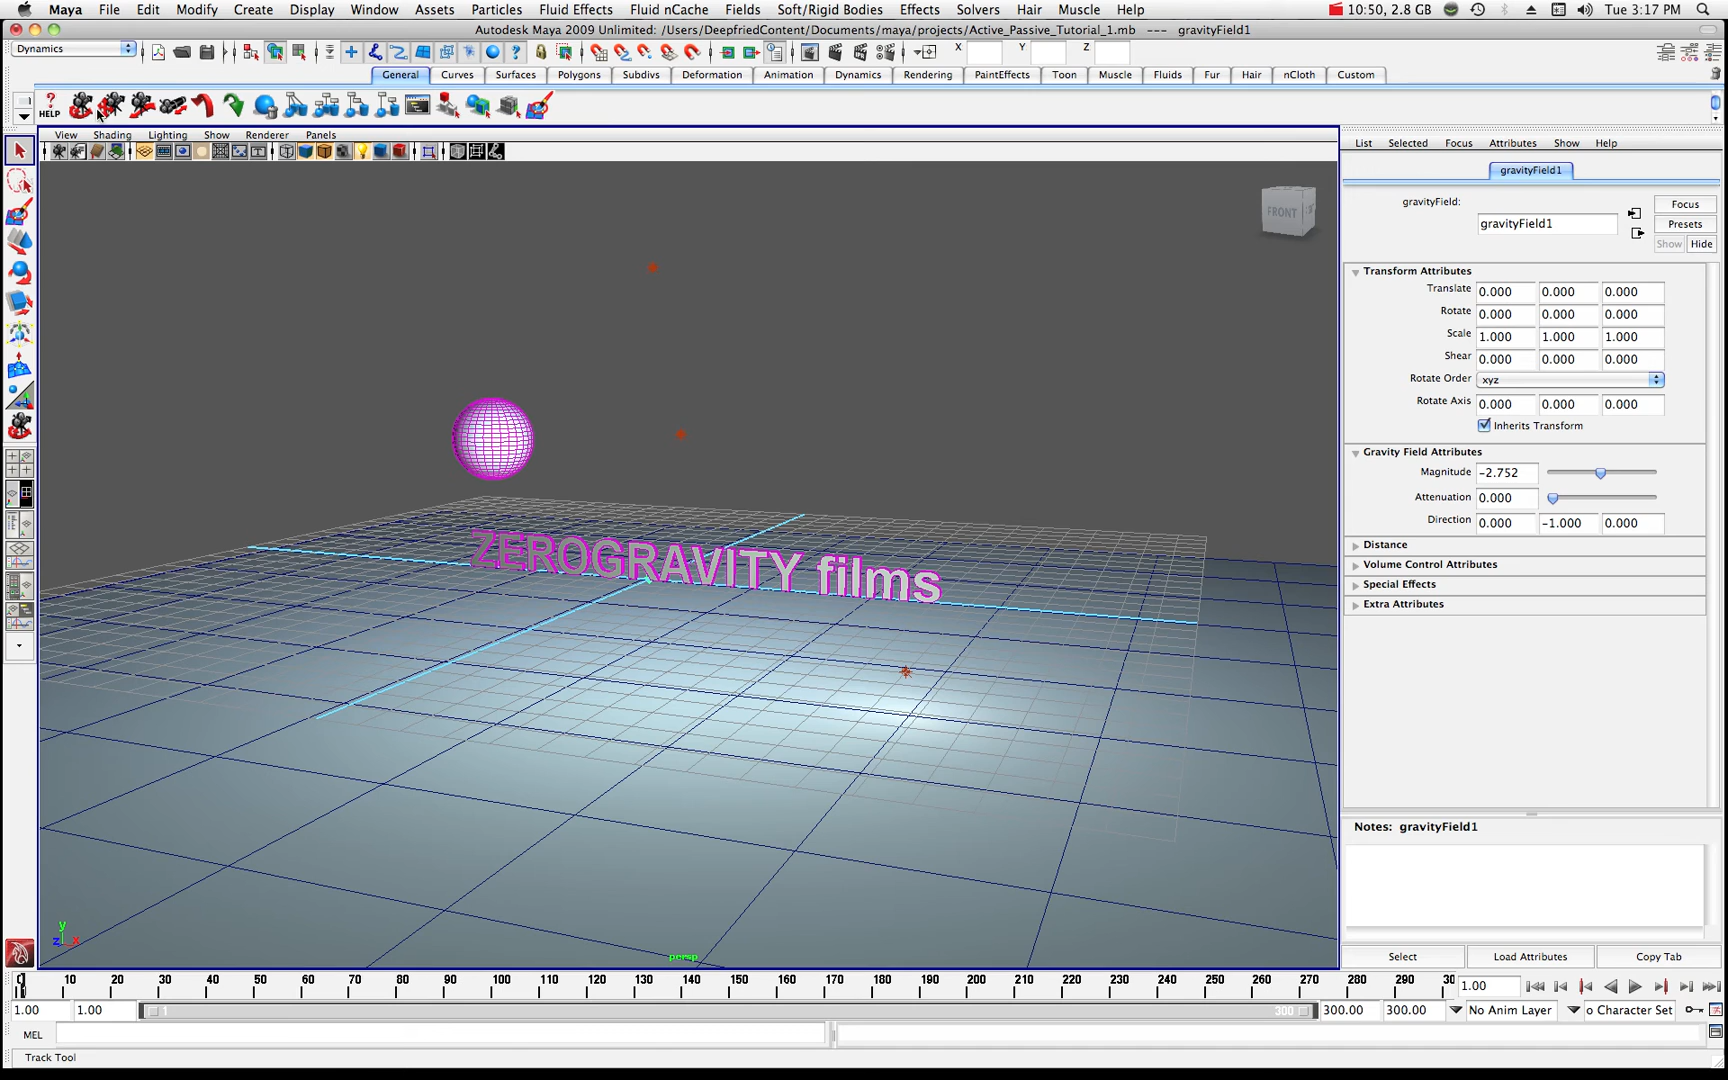 Maya File Edit Modify Create Display Window Assets Particles Fluid Effects Fluid nCache Fields Soft/Rigid Bodies Effects Solvers Hair Muscle Help 10:50, 2.8 GB Tue 3:17 PM
Autodesk Maya 2009 Unlimited: /Users/DeepfriedContent/Documents/maya/projects/Active_Passive_Tutorial_1.mb --- gravityField1
Dynamics X Y Z
General Curves Surfaces Polygons Subdivs Deformation Animation Dynamics Rendering PaintEffects Toon Muscle Fluids Fur Hair nCloth Custom
? HELP
View Shading Lighting Show Renderer Panels
List Selected Focus Attributes Show Help
gravityField1
gravityField: Focus
gravityField1 Presets
Show Hide
FRONT
Transform Attributes
Translate 0.000 0.000 0.000
Rotate 0.000 0.000 0.000
Scale 1.000 1.000 1.000
Shear 0.000 0.000 0.000
Rotate Order xyz
Rotate Axis 0.000 0.000 0.000
Inherits Transform
Gravity Field Attributes
Magnitude -2.752
Attenuation 0.000
Direction 0.000 -1.000 0.000
Distance
Volume Control Attributes
Special Effects
Extra Attributes
ZEROGRAVITY films
Notes: gravityField1
y
z x
persp
Select Load Attributes Copy Tab
10 20 30 40 50 60 70 80 90 100 110 120 130 140 150 160 170 180 190 200 210 220 230 240 250 260 270 280 290 30 1.00
1.00 1.00 1 300 300.00 300.00 No Anim Layer o Character Set
MEL
Track Tool